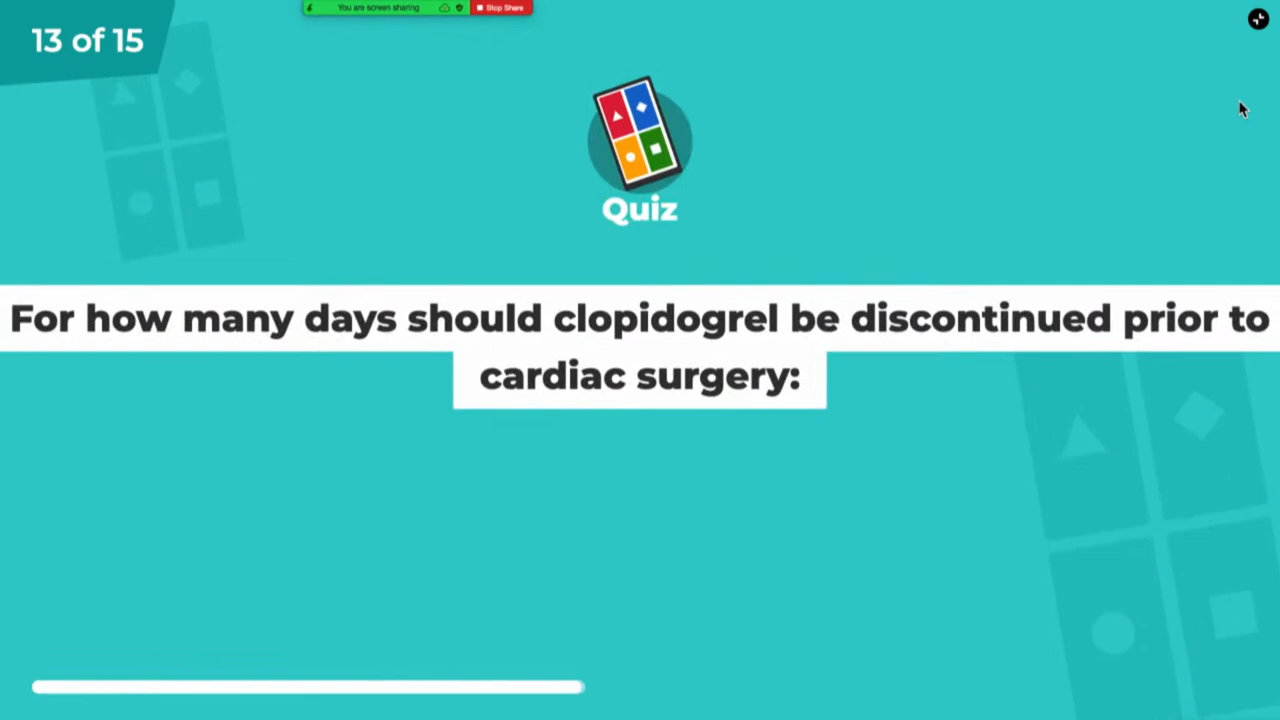 You are screen sharing
Stop Share
13 of 15
Quiz
For how many days should clopidogrel be discontinued prior to
cardiac surgery: